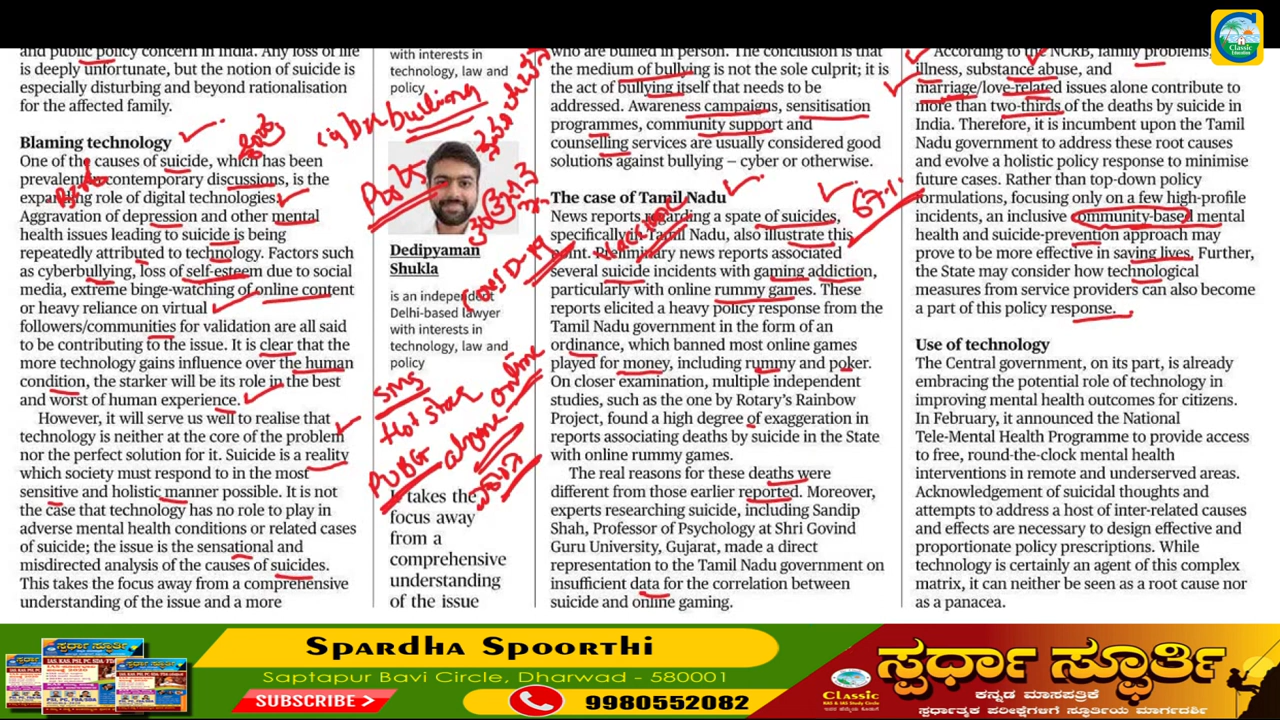 Classic
Education
and public policy concern in India. Any loss of life
is deeply unfortunate, but the notion of suicide is
especially disturbing and beyond rationalisation
for the affected family.
Blaming technology
One of the causes of suicide, which has been
prevalent in contemporary discussions, is the
expanding role of digital technologies.
Aggravation of depression and other mental
health issues leading to suicide is being
repeatedly attributed to technology. Factors such
as cyberbullying, loss of self-esteem due to social
media, extreme binge-watching of online content
or heavy reliance on virtual
followers/communities for validation are all said
to be contributing to the issue. It is clear that the
more technology gains influence over the human
condition, the starker will be its role in the best
and worst of human experience.
However, it will serve us well to realise that
technology is neither at the core of the problem
nor the perfect solution for it. Suicide is a reality
which society must respond to in the most
sensitive and holistic manner possible. It is not
the case that technology has no role to play in
adverse mental health conditions or related cases
of suicide; the issue is the sensational and
misdirected analysis of the causes of suicides.
This takes the focus away from a comprehensive
understanding of the issue and a more
with interests in
technology, law and
policy
cyber bulling
Posts
Dedipyaman
Shukla
is an independent
Delhi-based lawyer
with interests in
technology, law and
policy
SMS
Hot star
PUBG
online
It takes the
focus away
from a
comprehensive
understanding
of the issue
who are bullied in person. The conclusion is that
the medium of bullying is not the sole culprit; it is
the act of bullying itself that needs to be
addressed. Awareness campaigns, sensitisation
programmes, community support and
counselling services are usually considered good
solutions against bullying – cyber or otherwise.
The case of Tamil Nadu
News reports regarding a spate of suicides,
specifically in Tamil Nadu, also illustrate this
point. Preliminary news reports associated
several suicide incidents with gaming addiction,
particularly with online rummy games. These
reports elicited a heavy policy response from the
Tamil Nadu government in the form of an
ordinance, which banned most online games
played for money, including rummy and poker.
On closer examination, multiple independent
studies, such as the one by Rotary's Rainbow
Project, found a high degree of exaggeration in
reports associating deaths by suicide in the State
with online rummy games.
The real reasons for these deaths were
different from those earlier reported. Moreover,
experts researching suicide, including Sandip
Shah, Professor of Psychology at Shri Govind
Guru University, Gujarat, made a direct
representation to the Tamil Nadu government on
insufficient data for the correlation between
suicide and online gaming.
67%
According to the NCRB, family problems,
illness, substance abuse, and
marriage/love-related issues alone contribute to
more than two-thirds of the deaths by suicide in
India. Therefore, it is incumbent upon the Tamil
Nadu government to address these root causes
and evolve a holistic policy response to minimise
future cases. Rather than top-down policy
formulations, focusing only on a few high-profile
incidents, an inclusive community-based mental
health and suicide-prevention approach may
prove to be more effective in saving lives. Further,
the State may consider how technological
measures from service providers can also become
a part of this policy response.
Use of technology
The Central government, on its part, is already
embracing the potential role of technology in
improving mental health outcomes for citizens.
In February, it announced the National
Tele-Mental Health Programme to provide access
to free, round-the-clock mental health
interventions in remote and underserved areas.
Acknowledgement of suicidal thoughts and
attempts to address a host of inter-related causes
and effects are necessary to design effective and
proportionate policy prescriptions. While
technology is certainly an agent of this complex
matrix, it can neither be seen as a root cause nor
as a panacea.
Spardha Spoorthi
Saptapur Bavi Circle, Dharwad - 580001
SUBSCRIBE
9980552082
ಸ್ಪರ್ಧಾ ಸ್ಪೂರ್ತಿ
Classic
KAS & IAS Study Circle
ಕನ್ನಡ ಮಾಸಪತ್ರಿಕೆ
ಸ್ಪರ್ಧಾತ್ಮಕ ಪರೀಕ್ಷೆಗಳಿಗೆ ಸ್ಫೂರ್ತಿಯ ಮಾರ್ಗದರ್ಶಿ